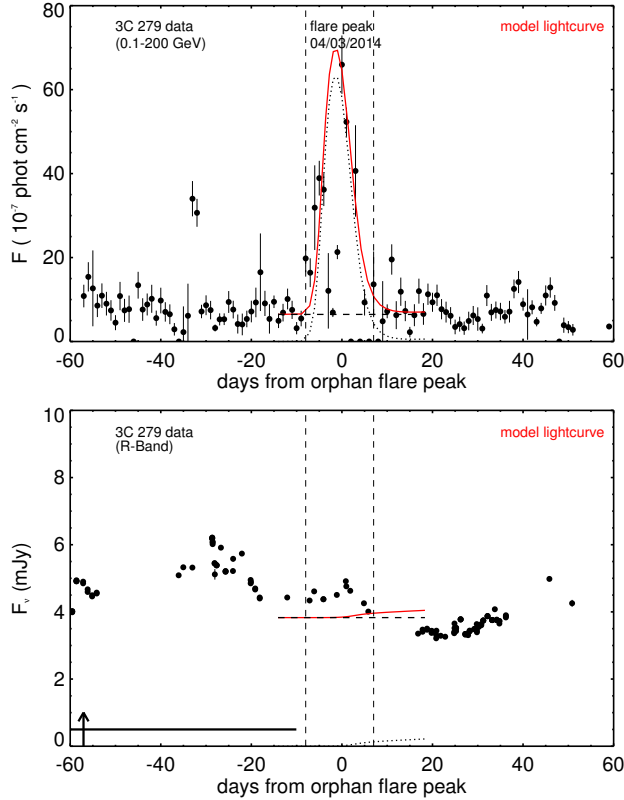 3C 279 data flare peak model lightcurve
(0.1-200 GeV) 04/03/2014
80
60
40
20
0
F ( 10⁻⁷ phot cm⁻² s⁻¹ )
-60 -40 -20 0 20 40 60
days from orphan flare peak
3C 279 data model lightcurve
(R-Band)
10
8
6
4
2
0
Fᵥ (mJy)
-60 -40 -20 0 20 40 60
days from orphan flare peak